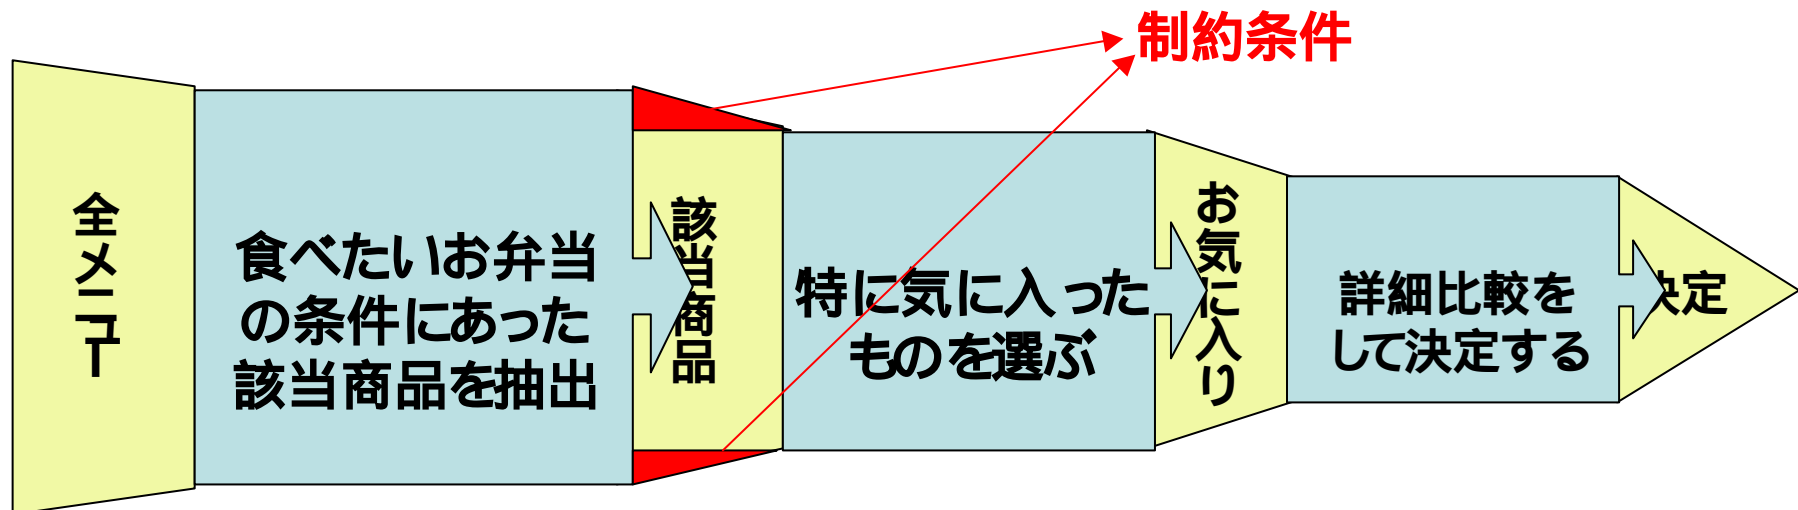 制約条件
全メニュー
食べたいお弁当
の条件にあった
該当商品を抽出
該当商品
特に気に入った
ものを選ぶ
お気に入り
詳細比較を
して決定する
決定